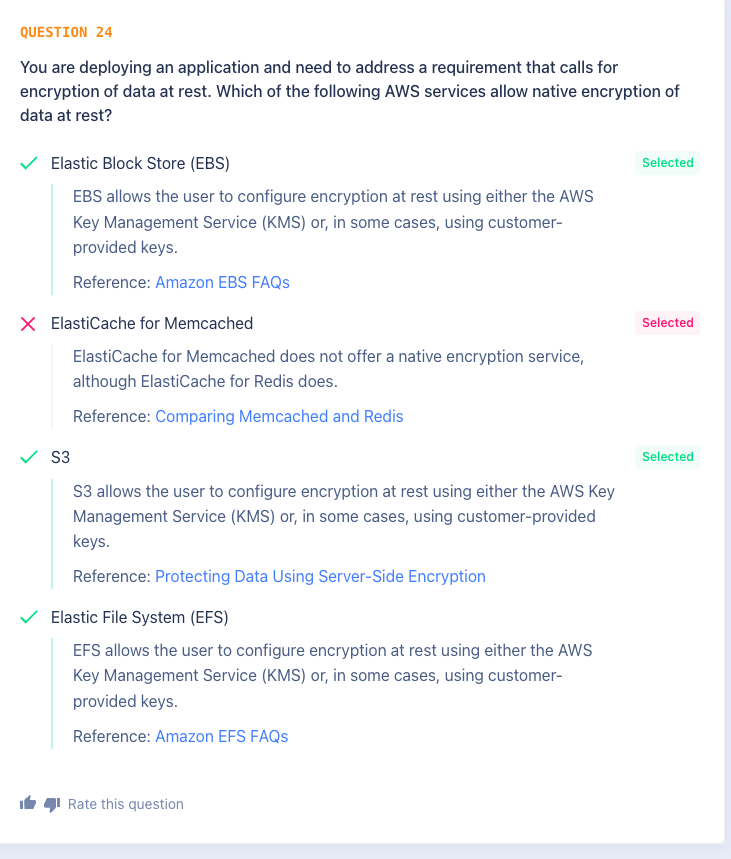 QUESTION 24
You are deploying an application and need to address a requirement that calls for
encryption of data at rest. Which of the following AWS services allow native encryption of
data at rest?
Elastic Block Store (EBS)
Selected
EBS allows the user to configure encryption at rest using either the AWS
Key Management Service (KMS) or, in some cases, using customer-
provided keys.
Reference: Amazon EBS FAQs
ElastiCache for Memcached
Selected
ElastiCache for Memcached does not offer a native encryption service,
although ElastiCache for Redis does.
Reference: Comparing Memcached and Redis
S3
Selected
S3 allows the user to configure encryption at rest using either the AWS Key
Management Service (KMS) or, in some cases, using customer-provided
keys.
Reference: Protecting Data Using Server-Side Encryption
Elastic File System (EFS)
EFS allows the user to configure encryption at rest using either the AWS
Key Management Service (KMS) or, in some cases, using customer-
provided keys.
Reference: Amazon EFS FAQs
Rate this question